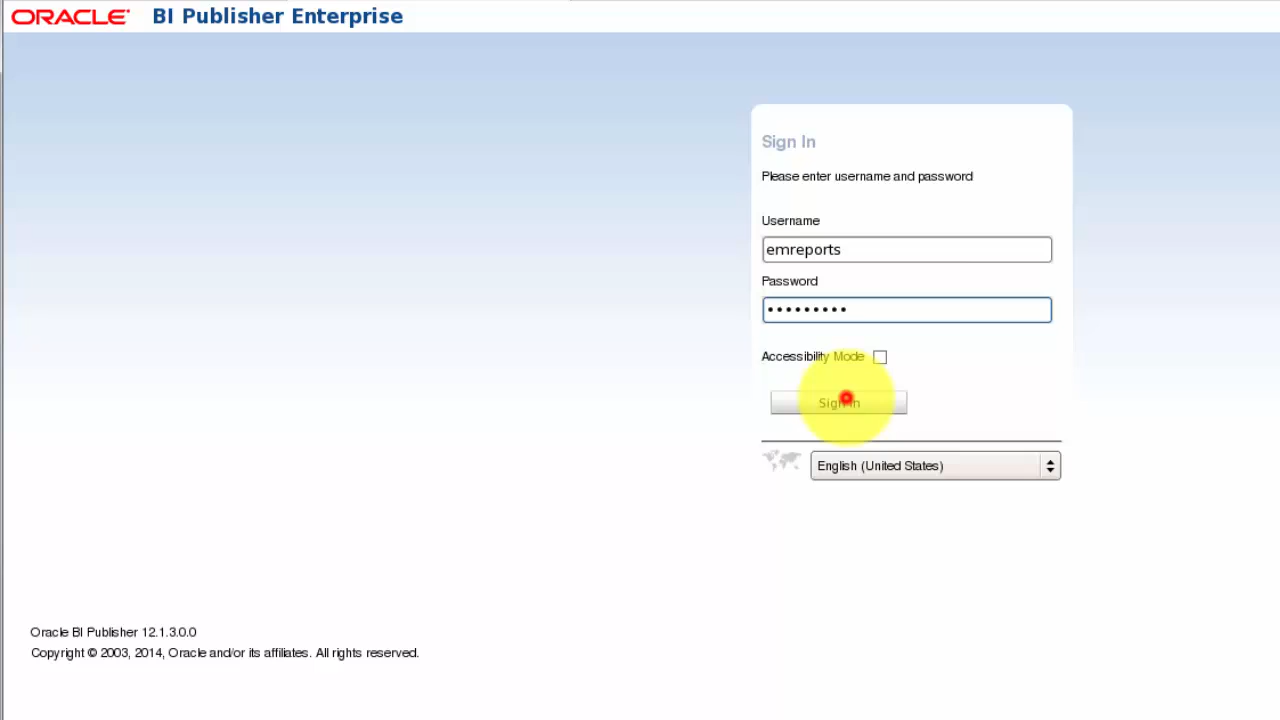 ORACLE BI Publisher Enterprise
Sign In
Please enter username and password
Username
emreports
Password
•••••••••
Accessibility Mode
Sign In
English (United States)
Oracle BI Publisher 12.1.3.0.0
Copyright © 2003, 2014, Oracle and/or its affiliates. All rights reserved.